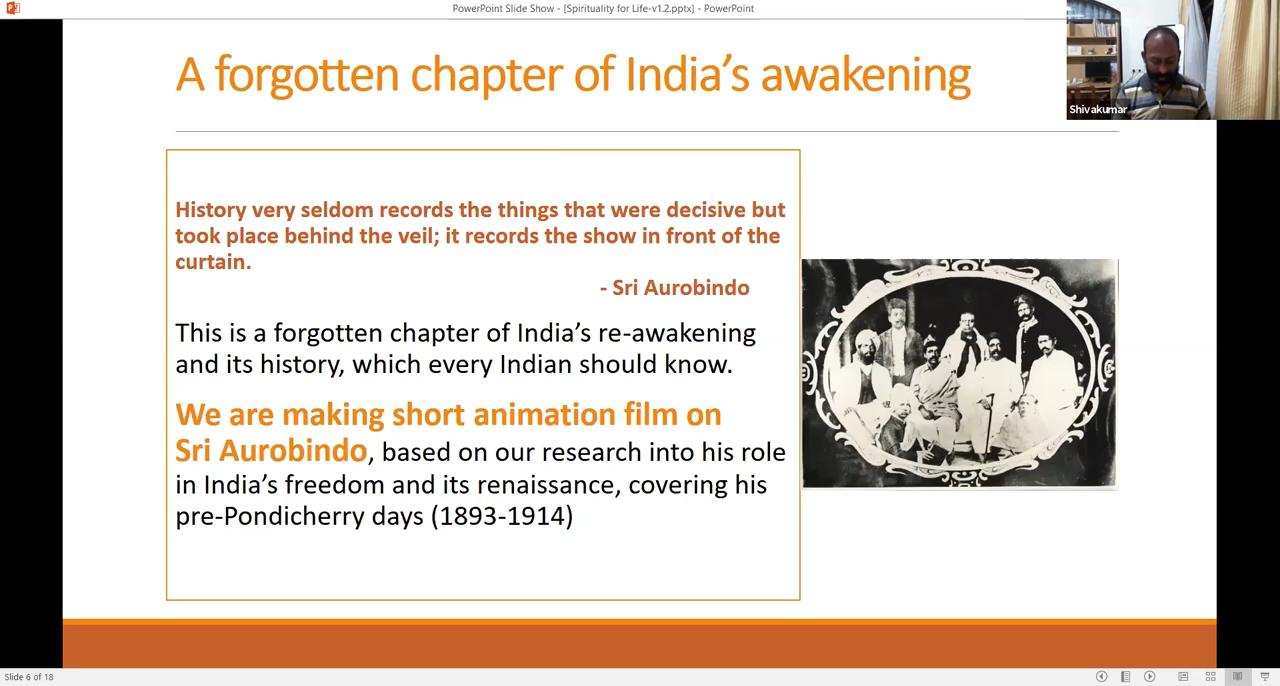 PowerPoint Slide Show - [Spirituality for Life-v1.2.pptx] - PowerPoint
A forgotten chapter of India’s awakening
Shivakumar
History very seldom records the things that were decisive but
took place behind the veil; it records the show in front of the
curtain.
- Sri Aurobindo
This is a forgotten chapter of India’s re-awakening
and its history, which every Indian should know.
We are making short animation film on
Sri Aurobindo, based on our research into his role
in India’s freedom and its renaissance, covering his
pre-Pondicherry days (1893-1914)
Slide 6 of 18